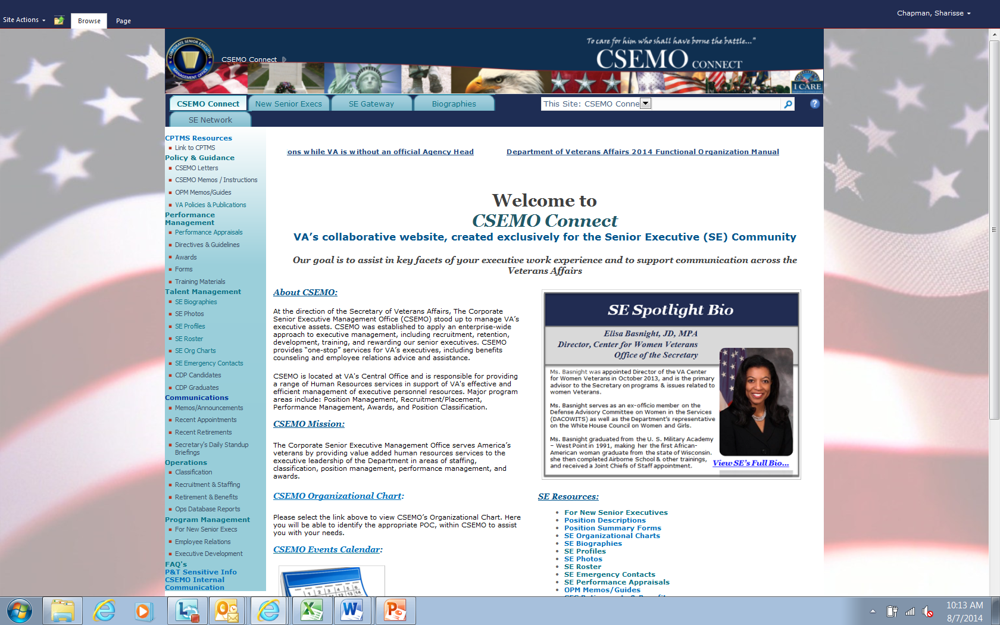 Site Actions
Browse
Page
Chapman, Sharisse
CORPORATE SENIOR EXECUTIVE
MANAGEMENT OFFICE
CSEMO Connect
"To care for him who shall have borne the battle..."
CSEMO CONNECT
I CARE
CSEMO Connect
New Senior Execs
SE Gateway
Biographies
This Site: CSEMO Conne
SE Network
CPTMS Resources
Link to CPTMS
Policy & Guidance
CSEMO Letters
CSEMO Memos / Instructions
OPM Memos/Guides
VA Policies & Publications
Performance
Management
Performance Appraisals
Directives & Guidelines
Awards
Forms
Training Materials
Talent Management
SE Biographies
SE Photos
SE Profiles
SE Roster
SE Org Charts
SE Emergency Contacts
CDP Candidates
CDP Graduates
Communications
Memos/Announcements
Recent Appointments
Recent Retirements
Secretary's Daily Standup
Briefings
Operations
Classification
Recruitment & Staffing
Retirement & Benefits
Ops Database Reports
Program Management
For New Senior Execs
Employee Relations
Executive Development
FAQ's
P&T Sensitive Info
CSEMO Internal
Communication
ons while VA is without an official Agency Head
Department of Veterans Affairs 2014 Functional Organization Manual
Welcome to
CSEMO Connect
VA's collaborative website, created exclusively for the Senior Executive (SE) Community
Our goal is to assist in key facets of your executive work experience and to support communication across the
Veterans Affairs
About CSEMO:
At the direction of the Secretary of Veterans Affairs, The Corporate
Senior Executive Management Office (CSEMO) stood up to manage VA's
executive assets. CSEMO was established to apply an enterprise-wide
approach to executive management, including recruitment, retention,
development, training, and rewarding our senior executives. CSEMO
provides "one-stop" services for VA's executives, including benefits
counseling and employee relations advice and assistance.
CSEMO is located at VA's Central Office and is responsible for providing
a range of Human Resources services in support of VA's effective and
efficient management of executive personnel resources. Major program
areas include: Position Management, Recruitment/Placement,
Performance Management, Awards, and Position Classification.
CSEMO Mission:
The Corporate Senior Executive Management Office serves America's
veterans by providing value added human resources services to the
executive leadership of the Department in areas of staffing,
classification, position management, performance management, and
awards.
CSEMO Organizational Chart:
Please select the link above to view CSEMO's Organizational Chart. Here
you will be able to identify the appropriate POC, within CSEMO to assist
you with your needs.
CSEMO Events Calendar:
SE Spotlight Bio
Elisa Basnight, JD, MPA
Director, Center for Women Veterans
Office of the Secretary
Ms. Basnight was appointed Director of the VA Center
for Women Veterans in October 2013, and is the primary
advisor to the Secretary on programs & issues related to
women Veterans.
Ms. Basnight serves as an ex-officio member on the
Defense Advisory Committee on Women in the Services
(DACOWITS) as well as the Department's representative
on the White House Council on Women and Girls.
Ms. Basnight graduated from the U. S. Military Academy
– West Point in 1991, making her the first African-
American woman graduate from the state of Wisconsin.
she then completed Airborne School & other trainings,
and received a Joint Chiefs of Staff appointment.
View SE's Full Bio...
SE Resources:
For New Senior Executives
Position Descriptions
Position Summary Forms
SE Organizational Charts
SE Biographies
SE Profiles
SE Photos
SE Roster
SE Emergency Contacts
SE Performance Appraisals
OPM Memos/Guides
10:13 AM
8/7/2014